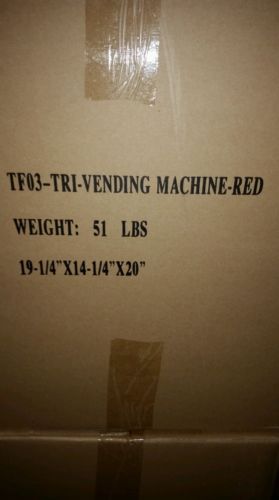 TF03-TRI-VENDING MACHINE-RED
WEIGHT: 51 LBS
19-1/4"X14-1/4"X20"